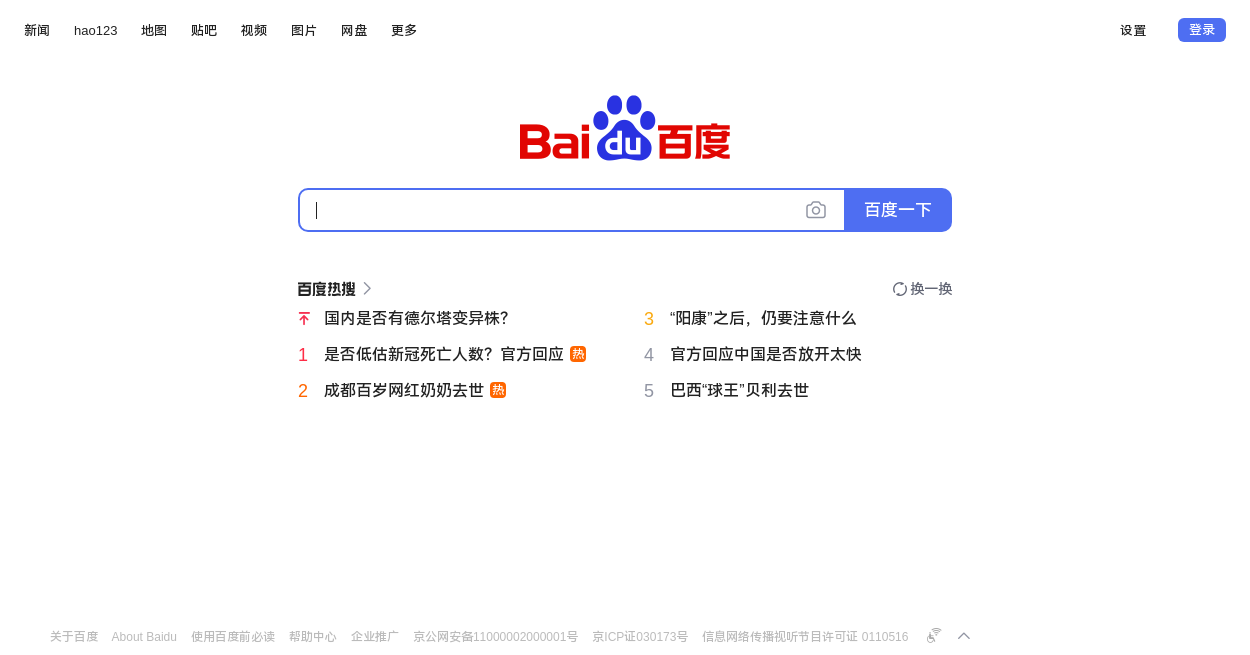 新闻 hao123 地图 贴吧 视频 图片 网盘 更多 设置 登录
Bai du 百度
百度一下
百度热搜 换一换
国内是否有德尔塔变异株?
3 “阳康”之后，仍要注意什么
1 是否低估新冠死亡人数？官方回应 热
4 官方回应中国是否放开太快
2 成都百岁网红奶奶去世 热
5 巴西“球王”贝利去世
关于百度 About Baidu 使用百度前必读 帮助中心 企业推广 京公网安备11000002000001号 京ICP证030173号 信息网络传播视听节目许可证 0110516